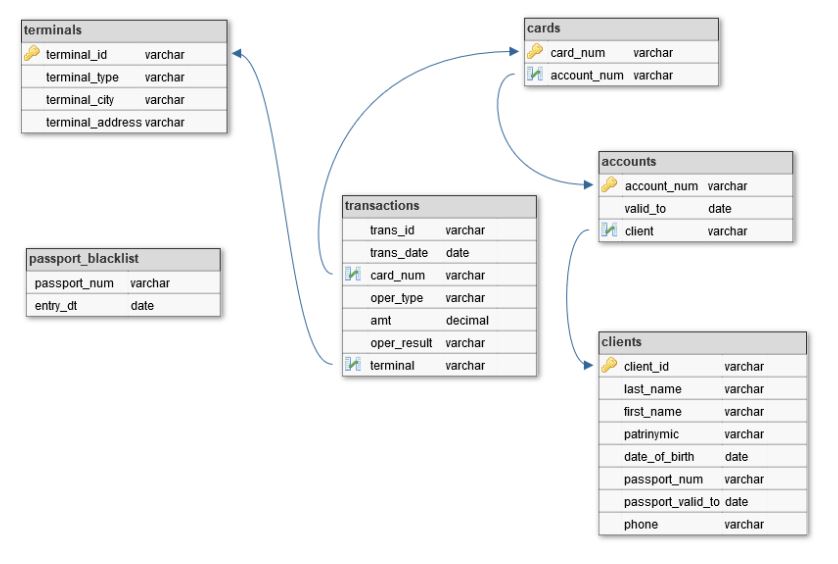 terminals
terminal_id varchar
terminal_type varchar
terminal_city varchar
terminal_address varchar
cards
card_num varchar
account_num varchar
accounts
account_num varchar
valid_to date
client varchar
transactions
trans_id varchar
trans_date date
card_num varchar
oper_type varchar
amt decimal
oper_result varchar
terminal varchar
passport_blacklist
passport_num varchar
entry_dt date
clients
client_id varchar
last_name varchar
first_name varchar
patrinymic varchar
date_of_birth date
passport_num varchar
passport_valid_to date
phone varchar